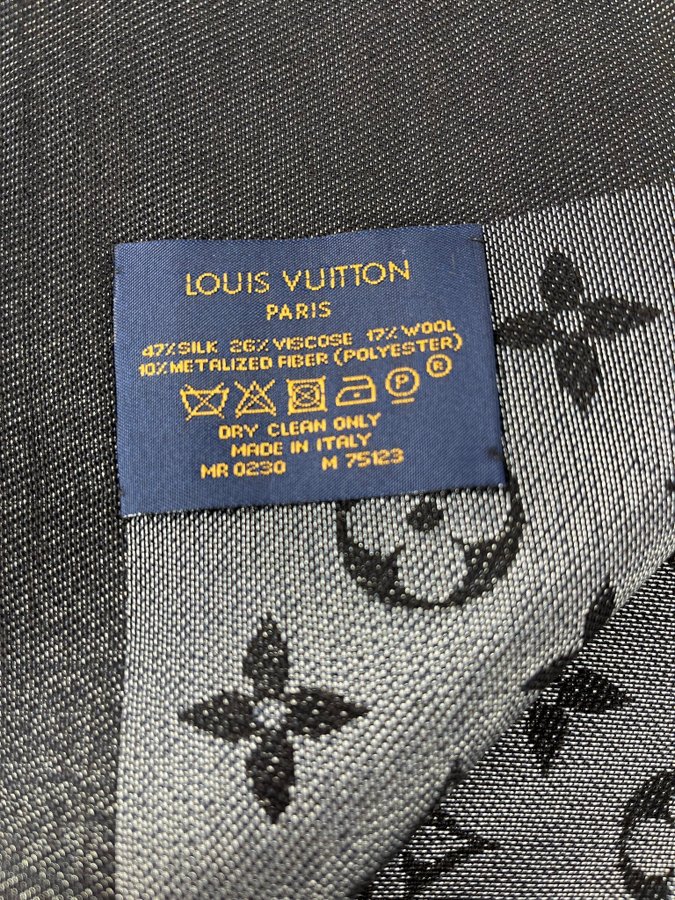 LOUIS VUITTON
PARIS
47%SILK 26% VISCOSE 17% WOOL
10% METALIZED FIBER (POLYESTER)
P ®
DRY CLEAN ONLY
MADE IN ITALY
MR 0230 M 75123